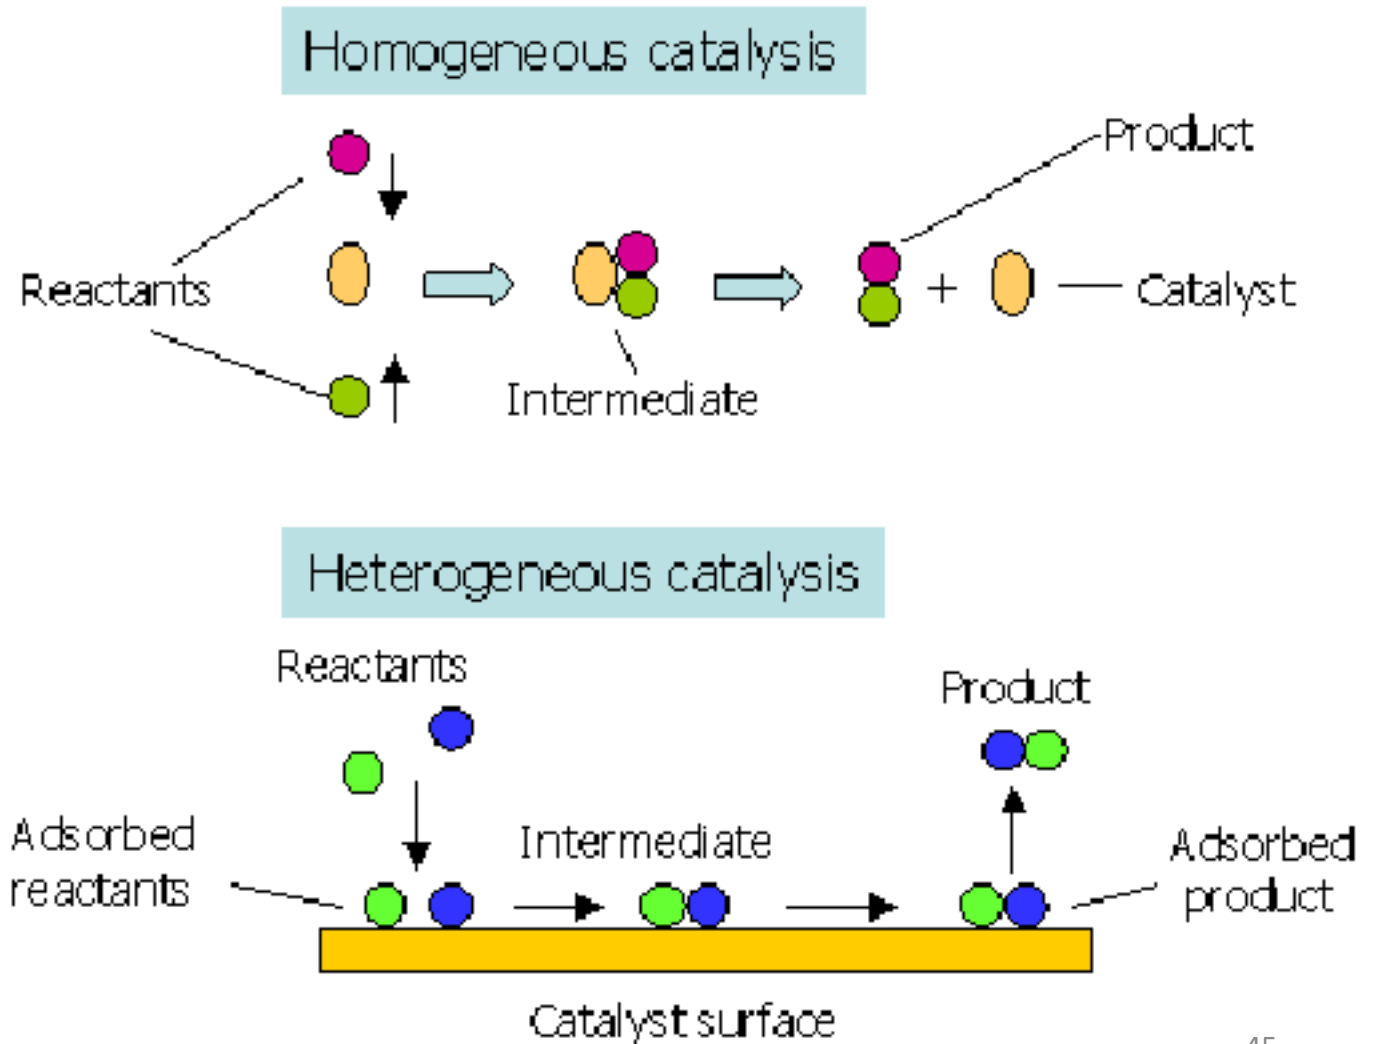 Homogeneous catalysis
Product
Reactants
+
Catalyst
Intermediate
Heterogeneous catalysis
Reactants
Product
Adsorbed
reactants
Intermediate
Adsorbed
product
Catalyst surface